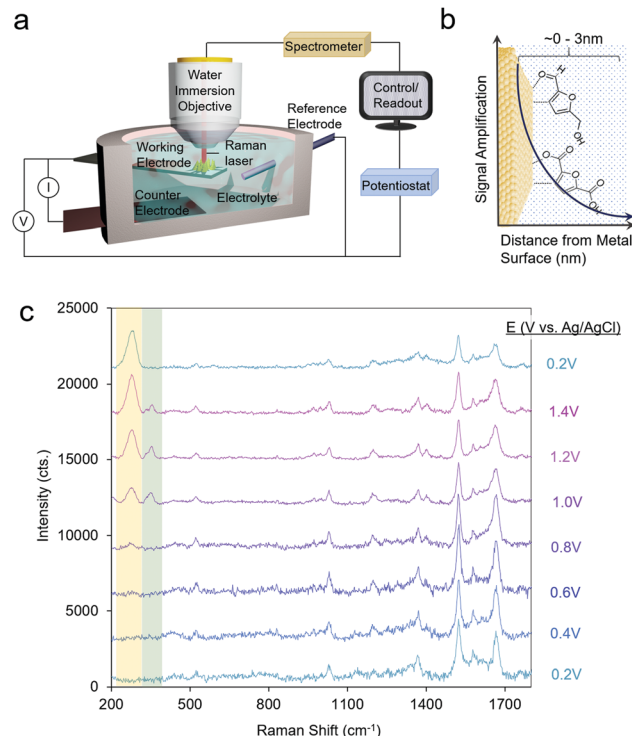 a
Spectrometer
Water
Immersion
Objective
Control/
Readout
Reference
Electrode
Working
Electrode
Raman
laser
I
Counter
Electrode
Electrolyte
Potentiostat
V
b
~0 - 3nm
Signal Amplification
O
H
O
OH
O
O
O
O
OH
Distance from Metal
Surface (nm)
c
E (V vs. Ag/AgCl)
25000
20000
15000
10000
5000
0
Intensity (cts.)
0.2V
1.4V
1.2V
1.0V
0.8V
0.6V
0.4V
0.2V
200
500
800
1100
1400
1700
Raman Shift (cm⁻¹)